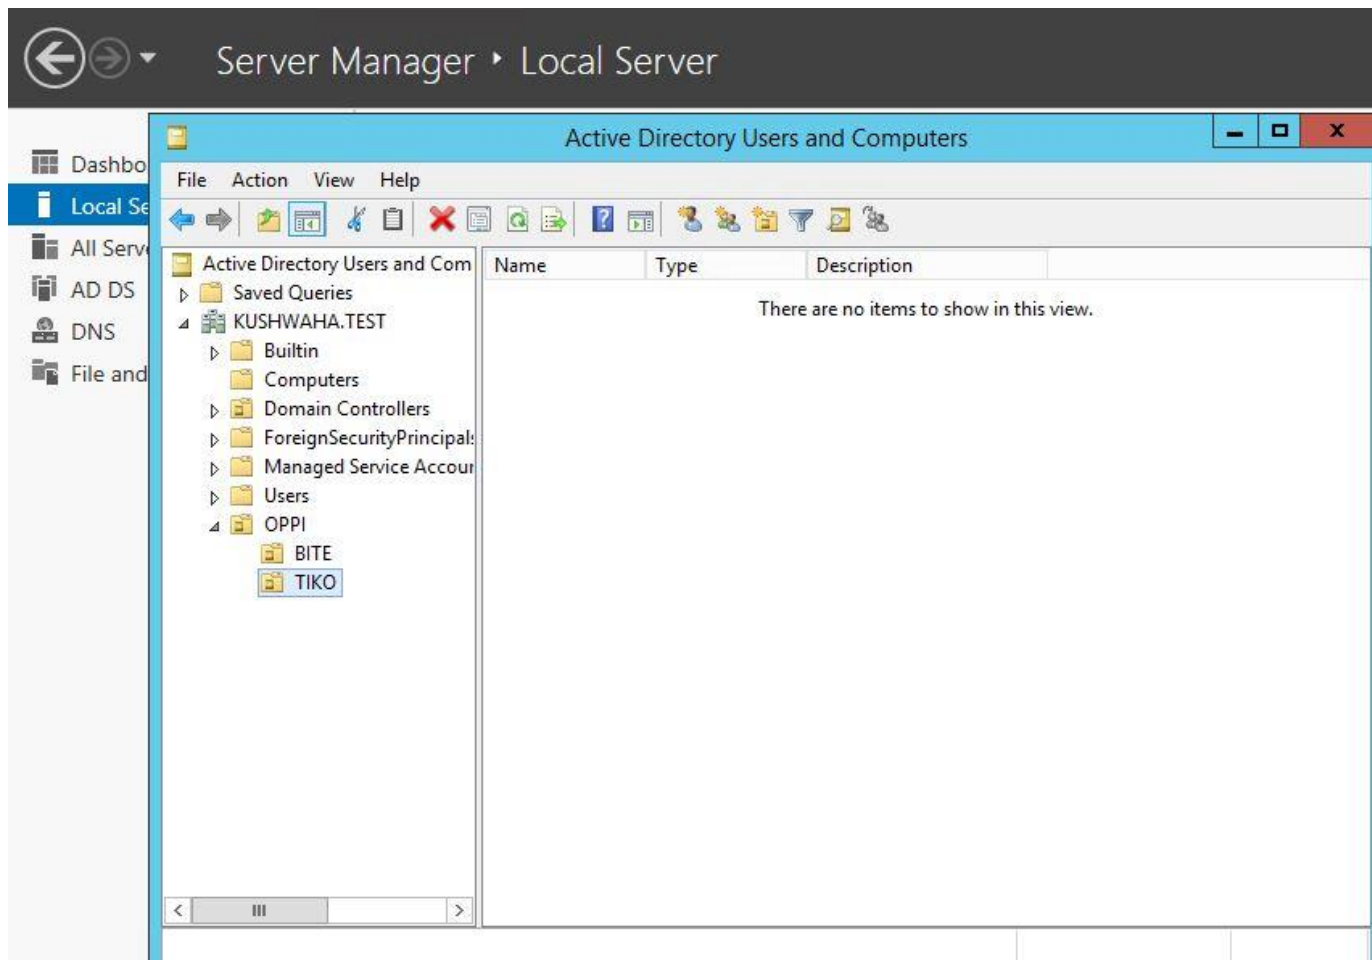 Server Manager ‣ Local Server
Active Directory Users and Computers
File Action View Help
Dashbo
Local Se
All Serv
AD DS
DNS
File and
Active Directory Users and Com
Saved Queries
KUSHWAHA.TEST
Builtin
Computers
Domain Controllers
ForeignSecurityPrincipals
Managed Service Accour
Users
OPPI
BITE
TIKO
Name Type Description
There are no items to show in this view.